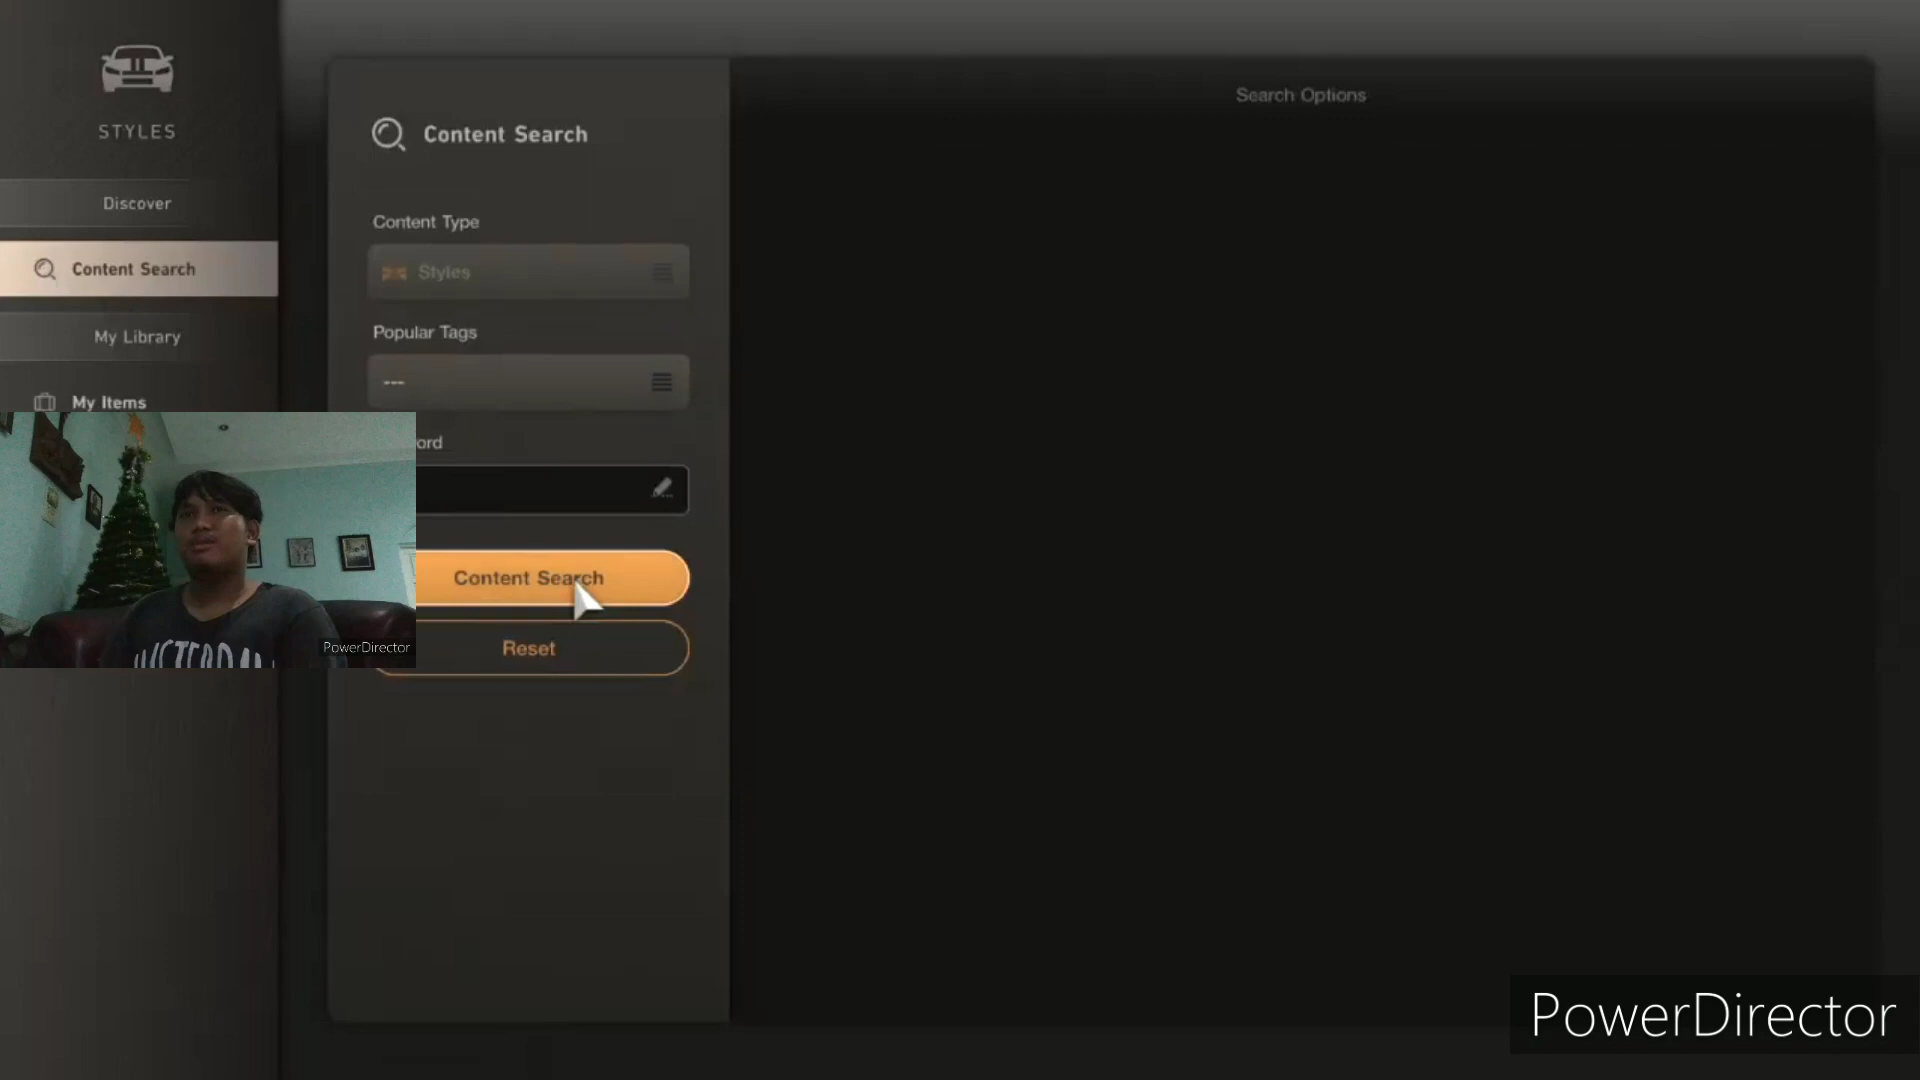 STYLES
Discover
Content Search
My Library
My Items
Content Search
Content Type
Styles
Popular Tags
---
ord
Content Search
Reset
Search Options
PowerDirector
PowerDirector